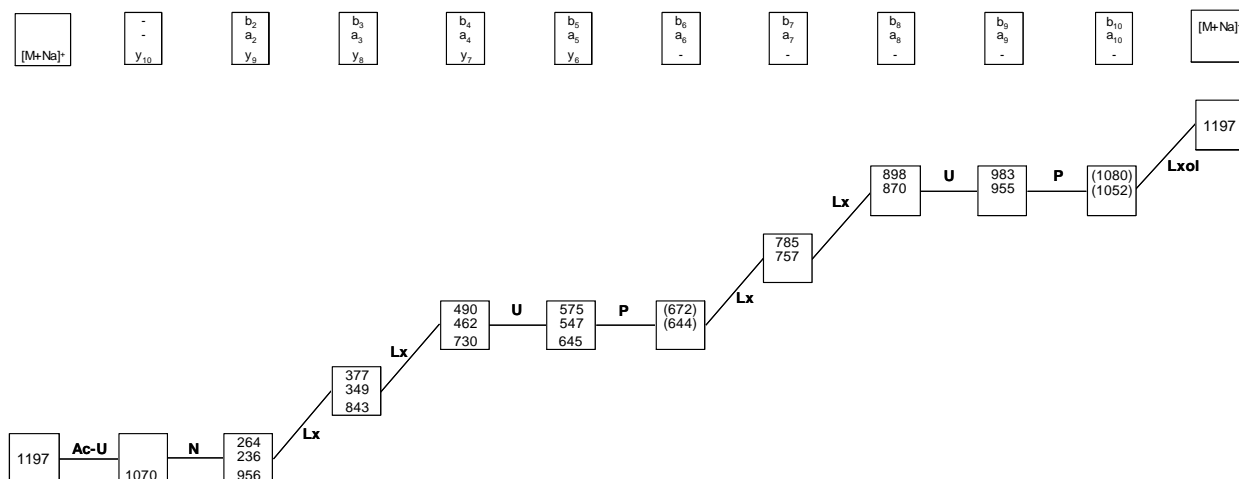 [M+Na]⁺
-
-
y₁₀
b₂
a₂
y₉
b₃
a₃
y₈
b₄
a₄
y₇
b₅
a₅
y₆
b₆
a₆
-
b₇
a₇
-
b₈
a₈
-
b₉
a₉
-
b₁₀
a₁₀
-
[M+Na]⁺
1197
Lxol
(1080)
(1052)
P
983
955
U
898
870
Lx
785
757
Lx
(672)
(644)
P
575
547
645
U
490
462
730
Lx
377
349
843
Lx
264
236
956
N
1070
Ac-U
1197